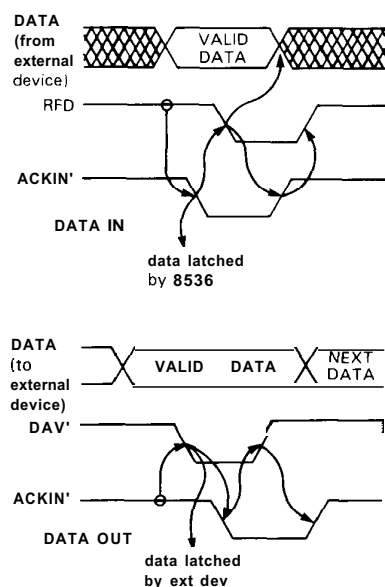 DATA
(from
external
device)
VALID
DATA
RFD
ACKIN'
DATA IN
data latched
by 8536
DATA
(to
external
device)
VALID DATA
NEXT
DATA
DAV'
ACKIN'
DATA OUT
data latched
by ext dev